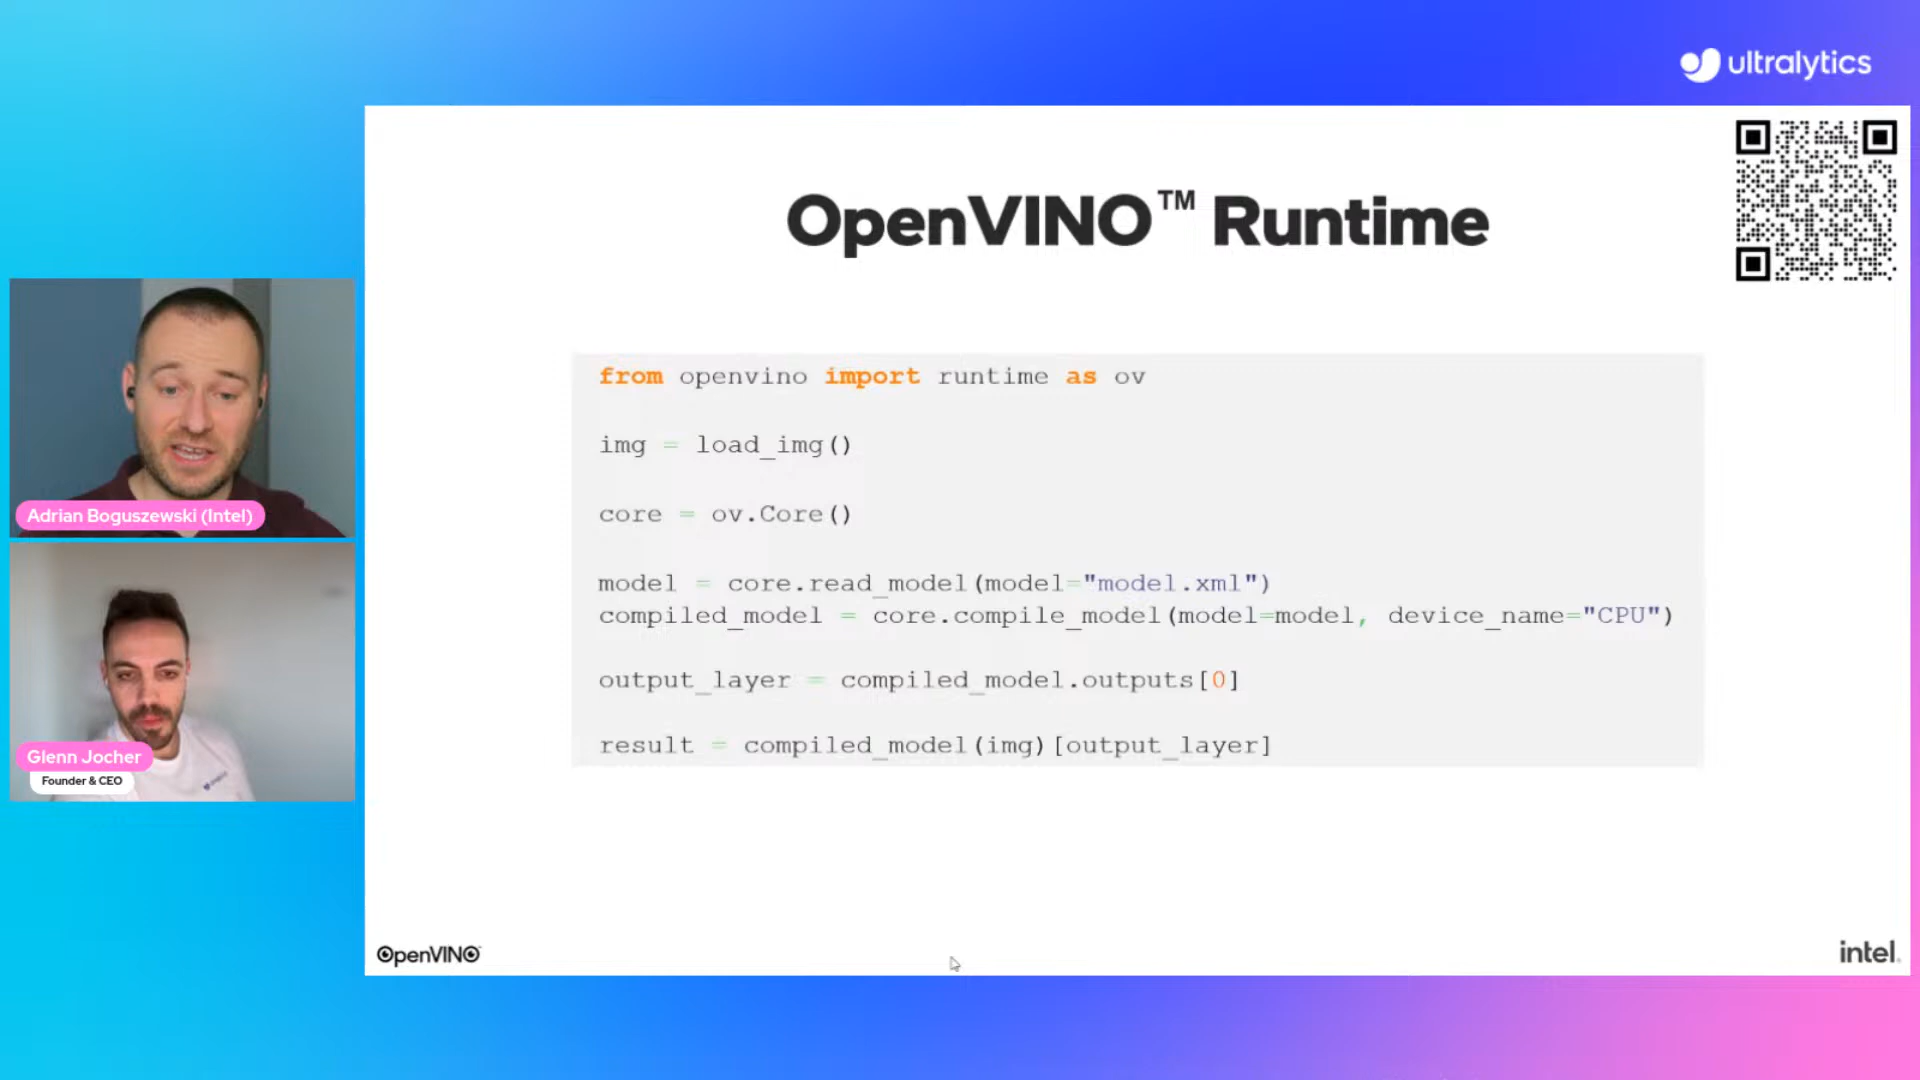 ultralytics
OpenVINO™ Runtime
from openvino import runtime as ov
img = load_img()
core = ov.Core()
model = core.read_model(model="model.xml")
compiled_model = core.compile_model(model=model, device_name="CPU")
output_layer = compiled_model.outputs[0]
result = compiled_model(img)[output_layer]
Adrian Boguszewski (Intel)
Glenn Jocher
Founder & CEO
OpenVINO
intel.